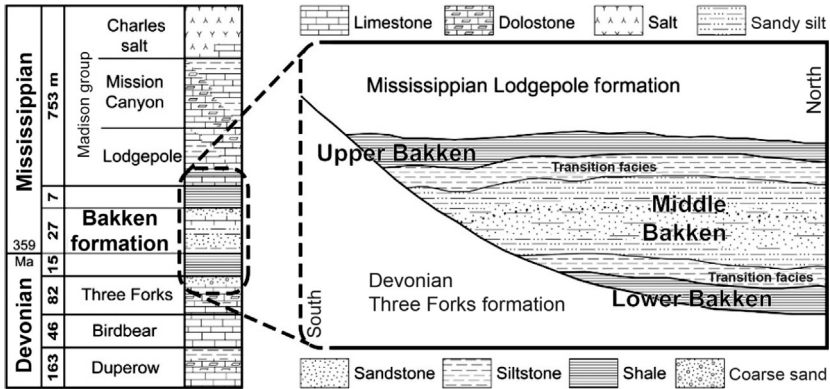 Limestone
Dolostone
Salt
Sandy silt
Mississippian
753 m
Madison group
Charles
salt
Mission
Canyon
Lodgepole
7
Bakken
formation
27
359
Ma
15
Devonian
82
Three Forks
46
Birdbear
163
Duperow
North
Mississippian Lodgepole formation
Upper Bakken
Transition facies
Middle
Bakken
Transition facies
Devonian
Three Forks formation
Lower Bakken
South
Sandstone
Siltstone
Shale
Coarse sand